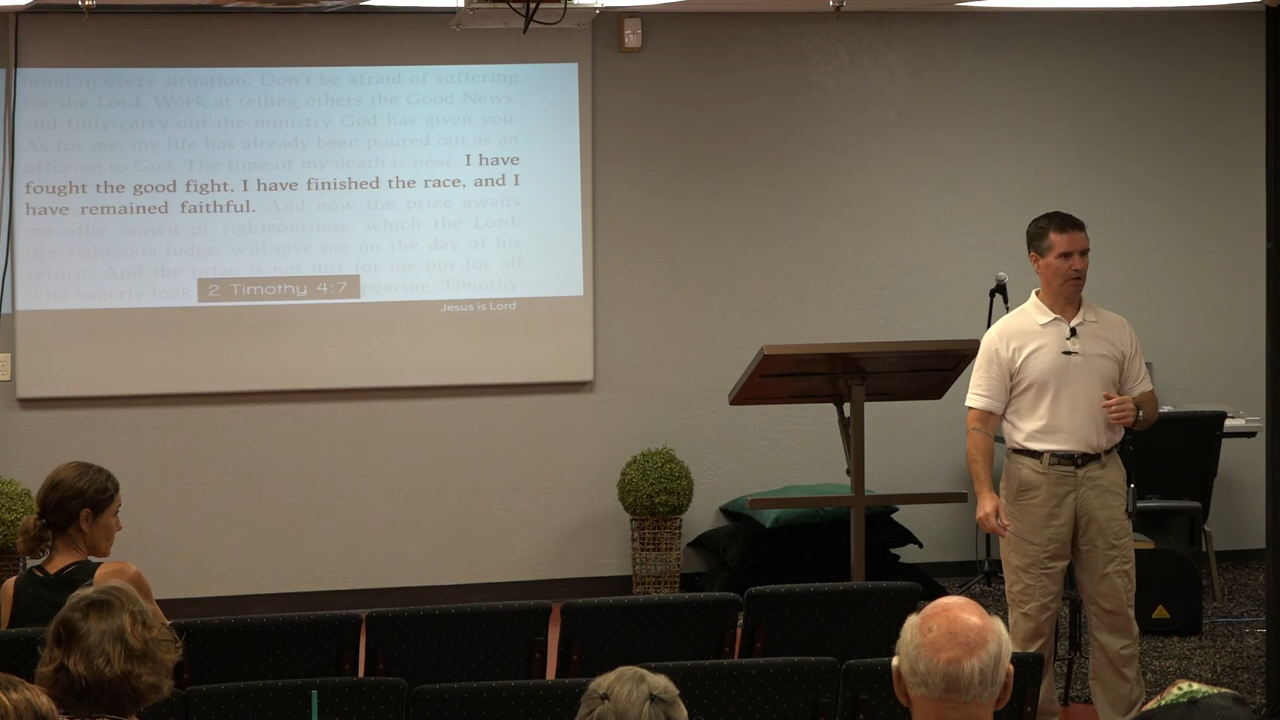 mind in every situation. Don't be afraid of suffering
for the Lord. Work at telling others the Good News,
and fully carry out the ministry God has given you.
As for me, my life has already been poured out as an
offering to God. The time of my death is near. I have
fought the good fight, I have finished the race, and I
have remained faithful. And now the prize awaits
me—the crown of righteousness, which the Lord,
the righteous Judge, will give me on the day of his
return. And the prize is not just for me but for all
who eagerly look pearing. Timothy
2 Timothy 4:7
Jesus is Lord